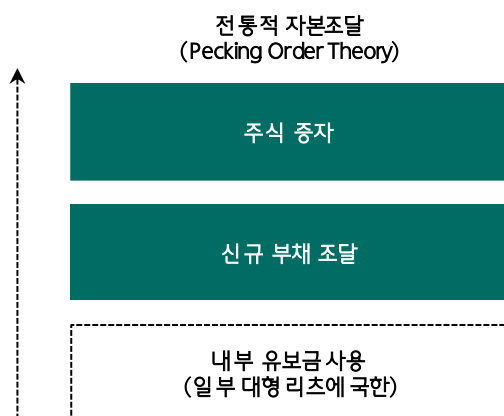 전통적 자본조달
(Pecking Order Theory)
주식 증자
신규 부채 조달
내부 유보금 사용
(일부 대형 리츠에 국한)